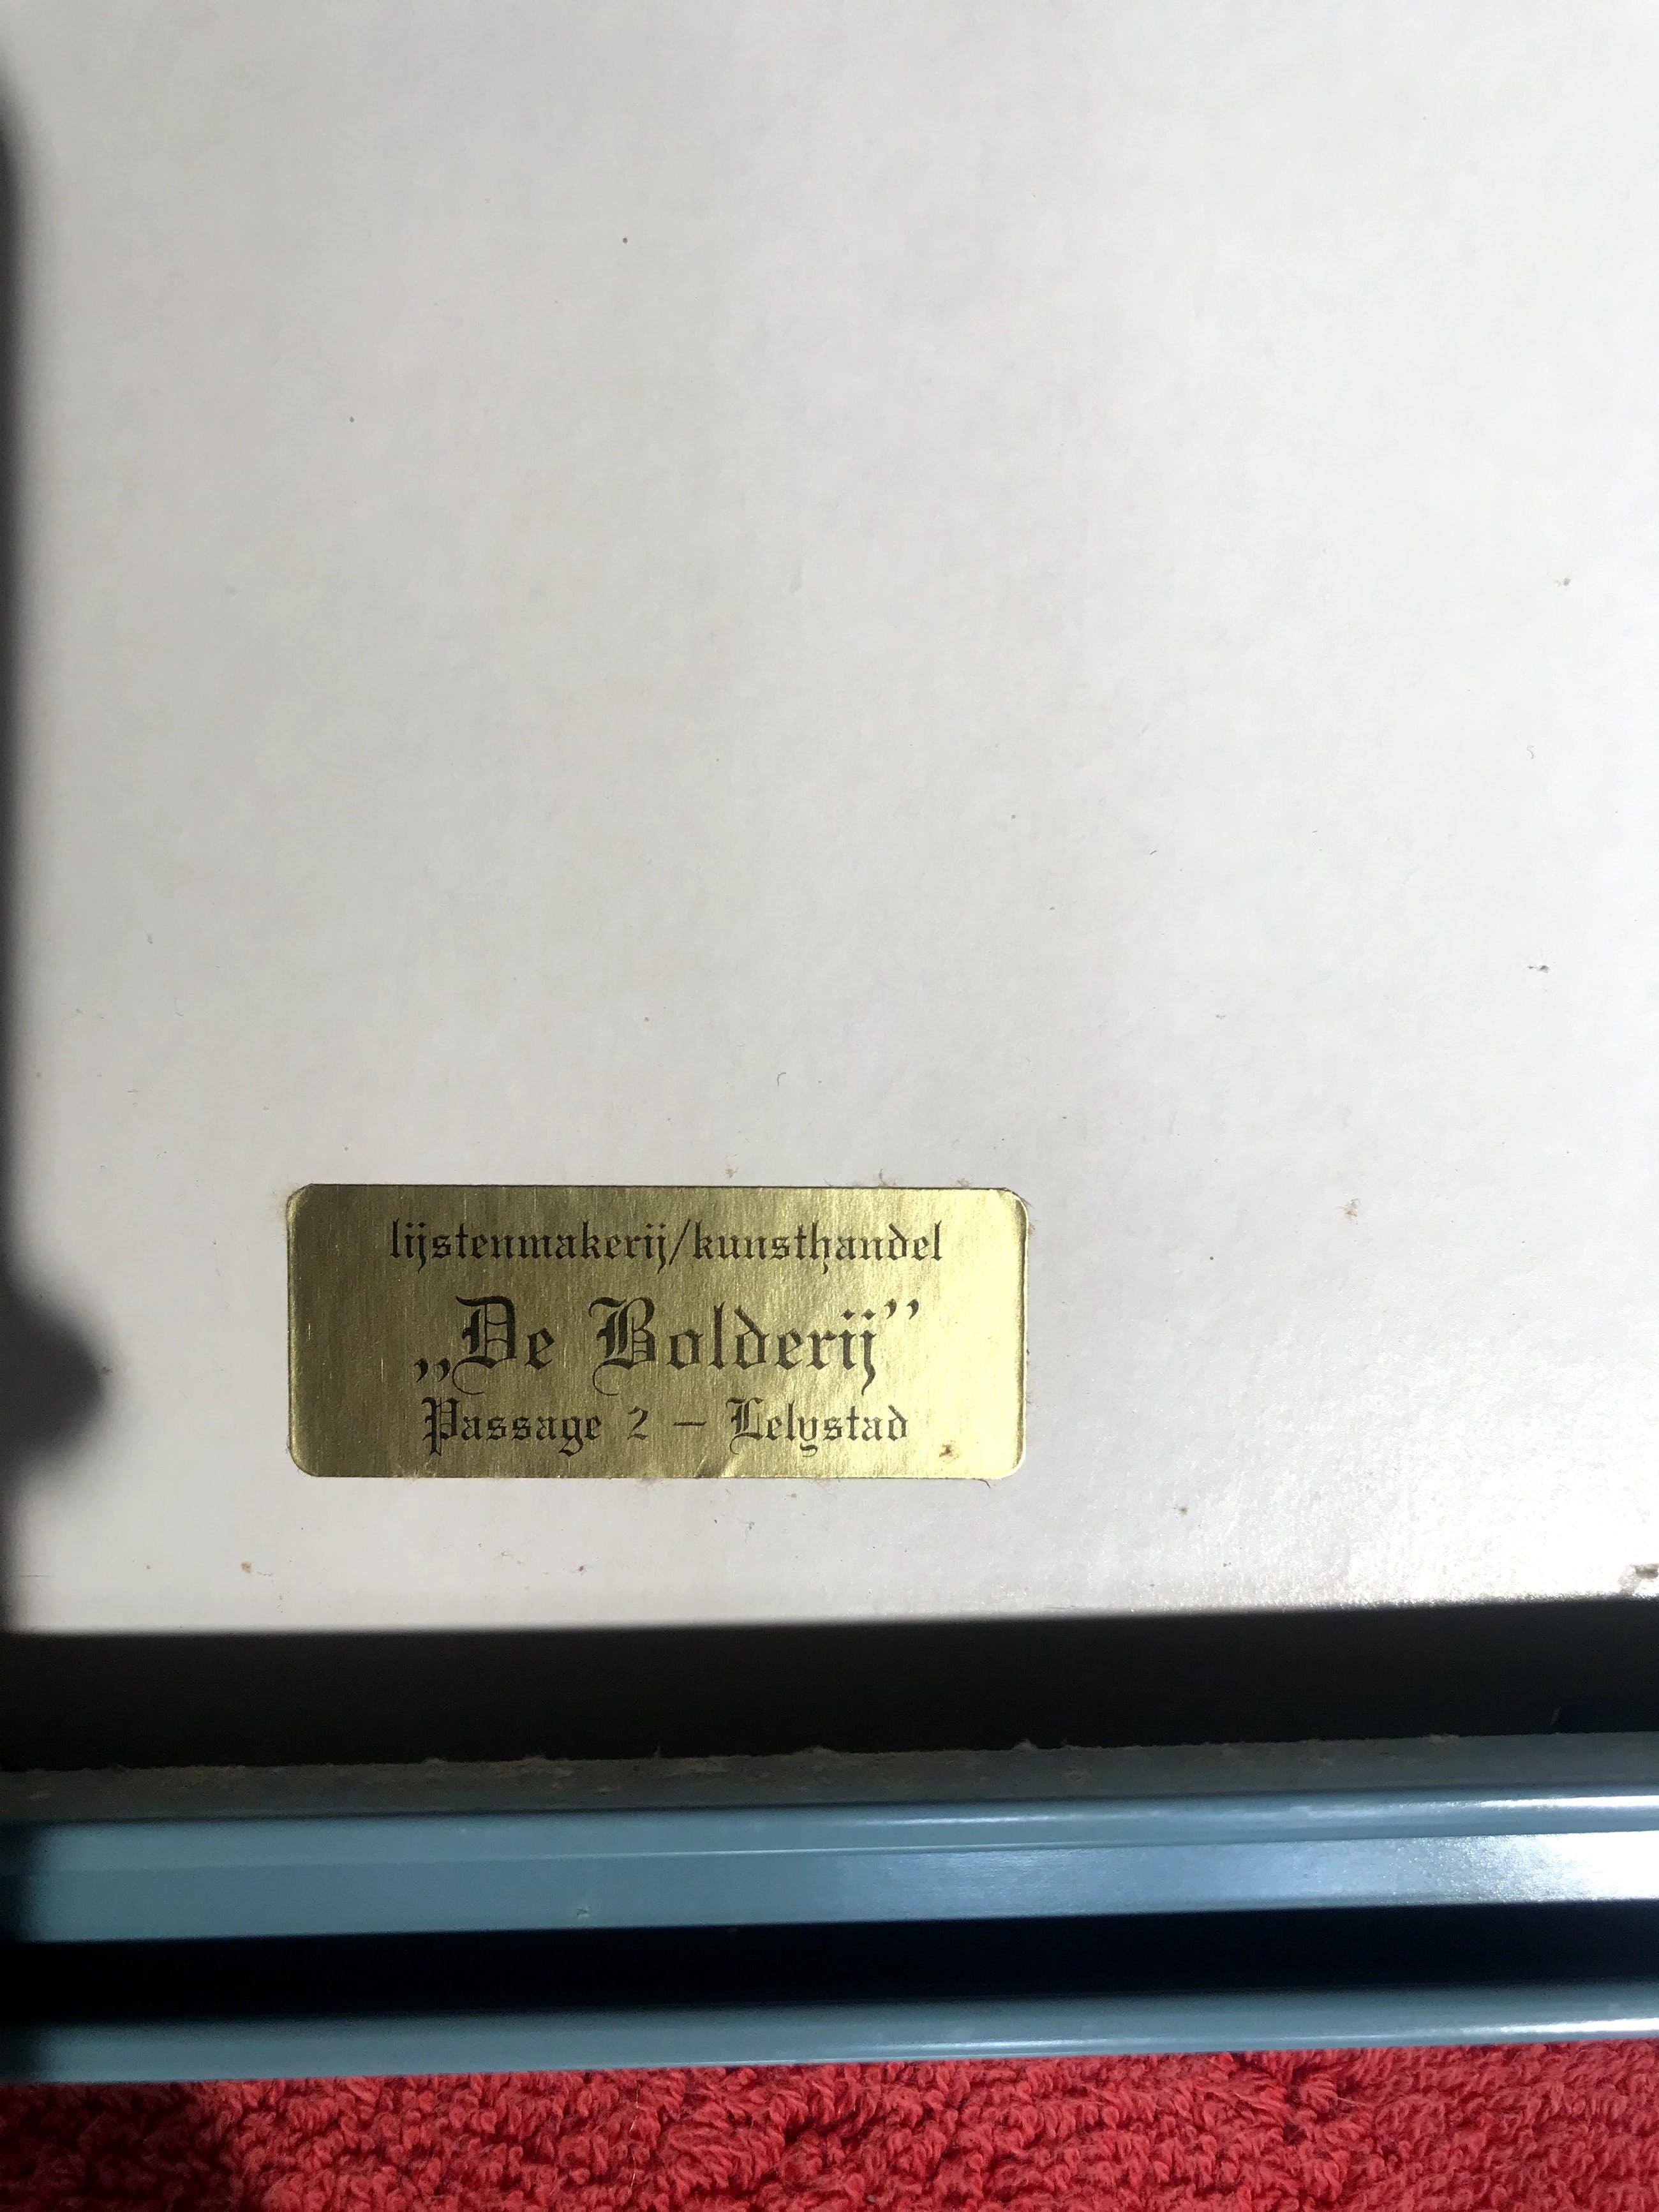 lijstenmakerij/kunsthandel
„De Bolderij”
Passage 2 – Lelystad